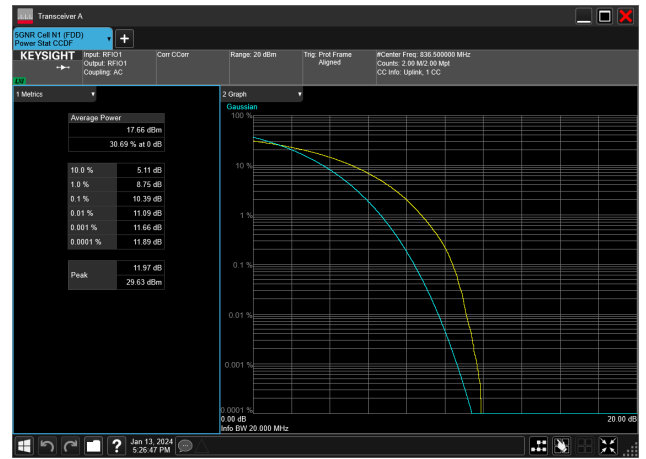 Transceiver A
5GNR Cell N1 (FDD)
Power Stat CCDF
KEYSIGHT
Input: RFIO1
Output: RFIO1
Coupling: AC
Corr CCorr
Range: 20 dBm
Trig: Prot Frame
Aligned
#Center Freq: 836.500000 MHz
Counts: 2.00 M/2.00 Mpt
CC Info: Uplink, 1 CC
1 Metrics
Average Power
17.66 dBm
30.69 % at 0 dB
10.0 % 5.11 dB
1.0 % 8.75 dB
0.1 % 10.39 dB
0.01 % 11.09 dB
0.001 % 11.66 dB
0.0001 % 11.89 dB
Peak
11.97 dB
29.63 dBm
2 Graph
Gaussian
100 %
10 %
1 %
0.1 %
0.01 %
0.001 %
0.0001 %
0.00 dB 20.00 dB
Info BW 20.000 MHz
Jan 13, 2024
5:26:47 PM